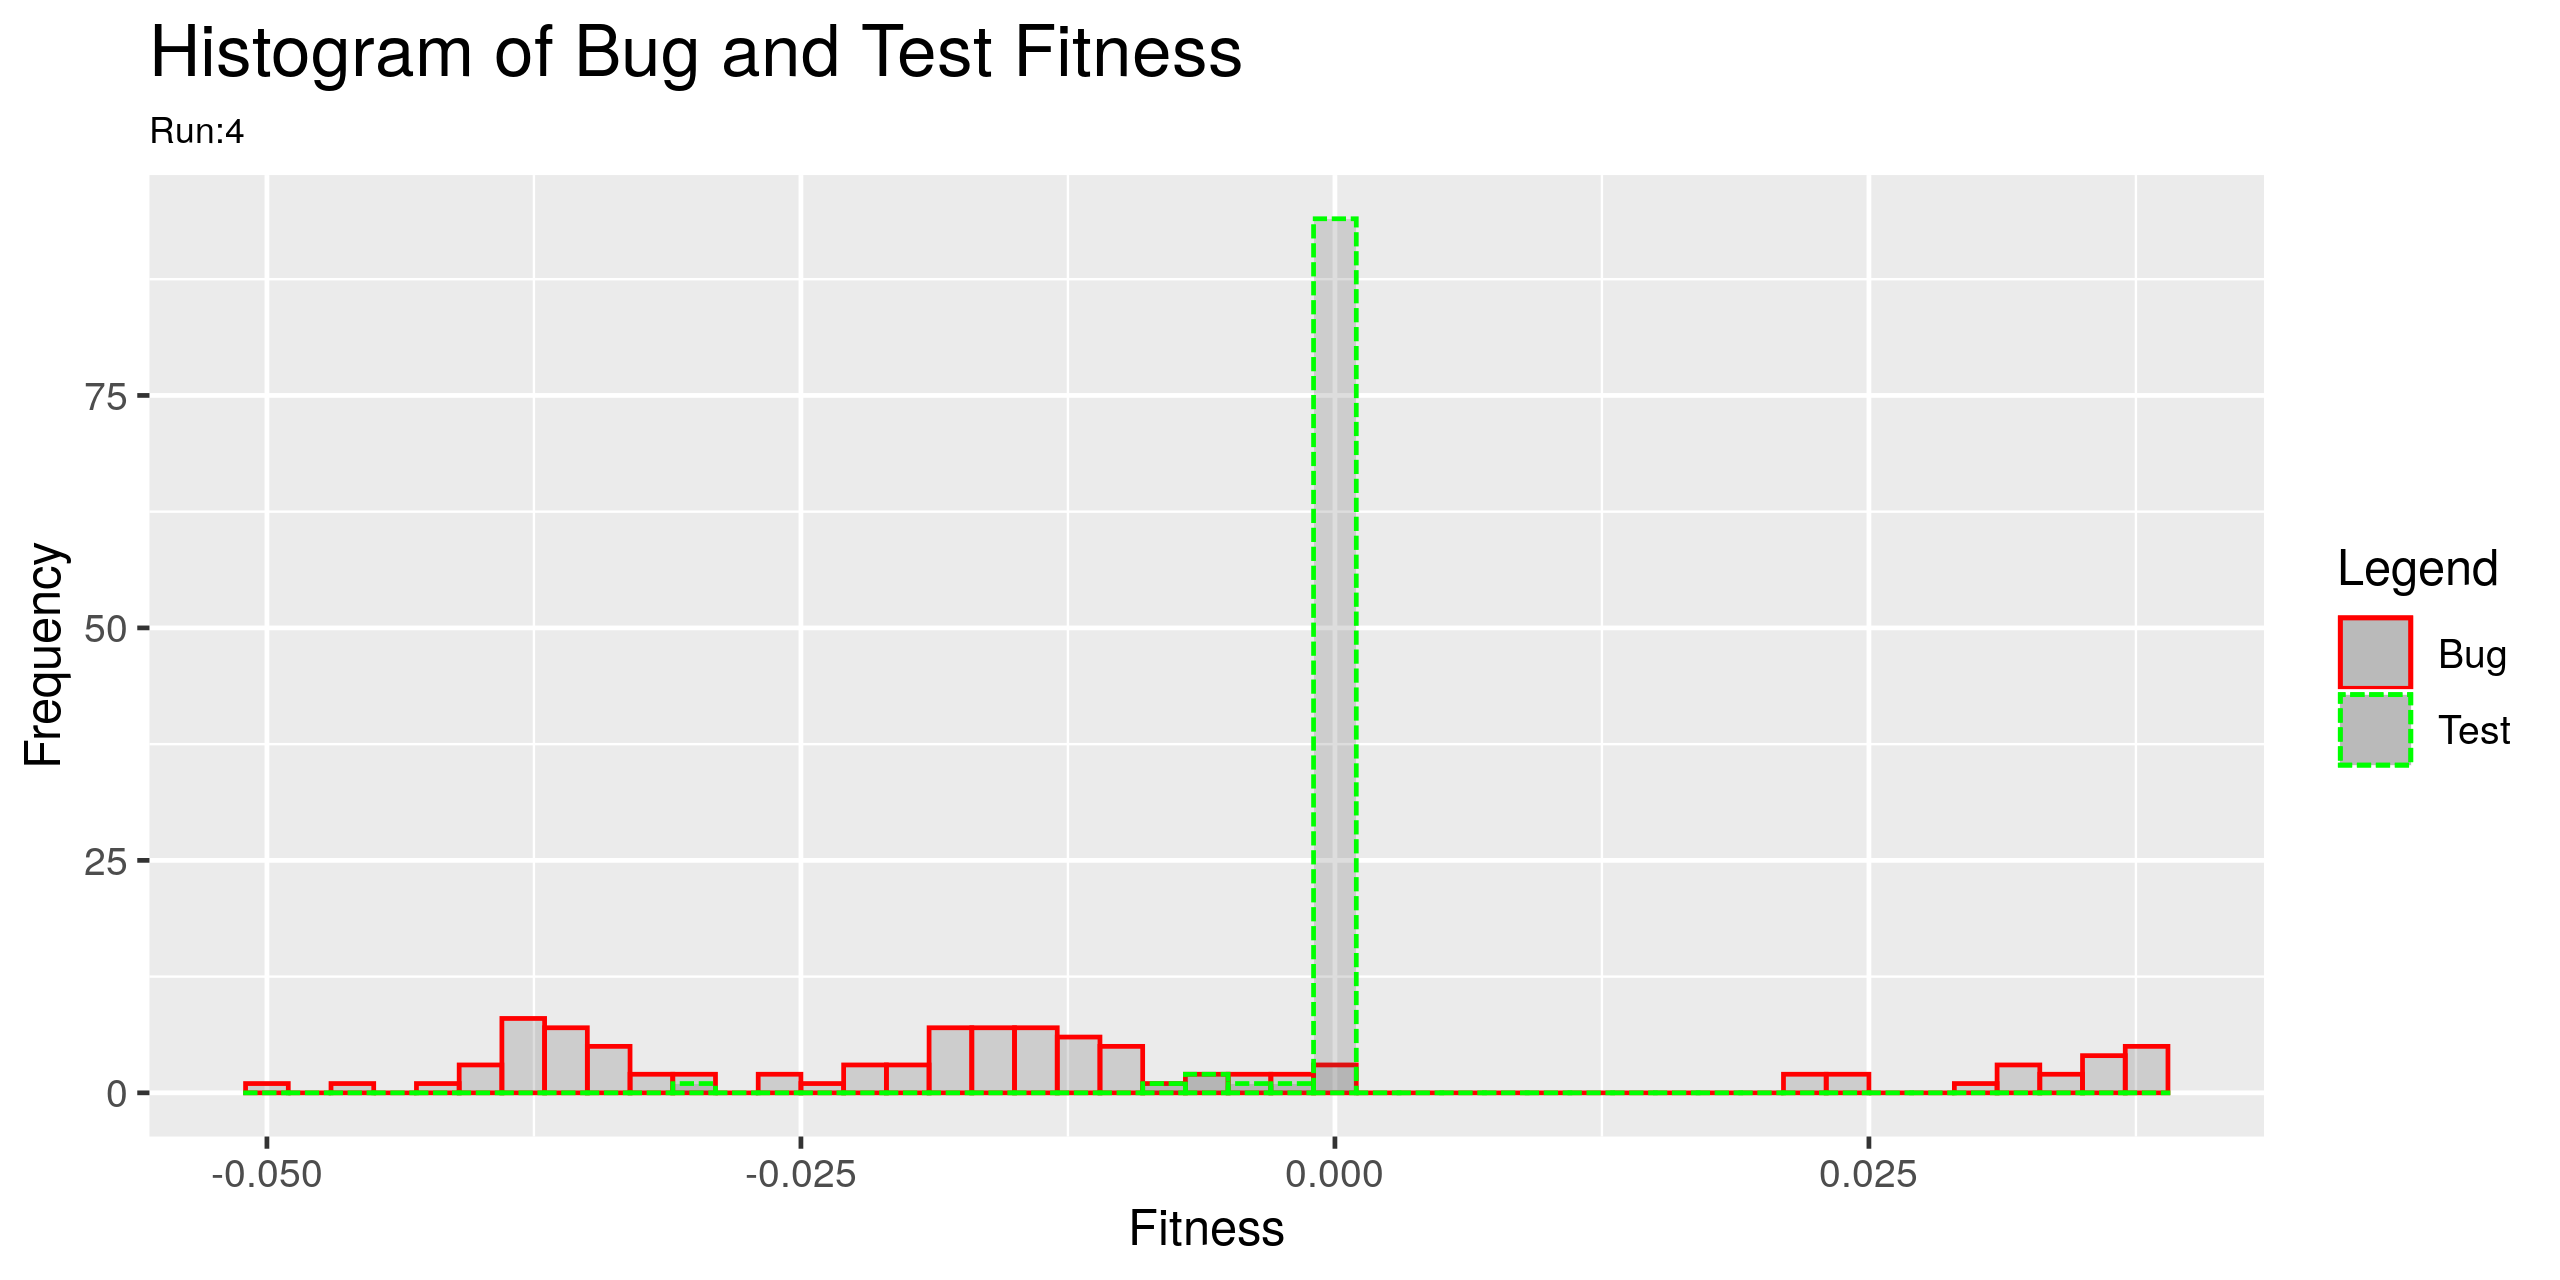 Histogram of Bug and Test Fitness
Run:4
Frequency
75
50
25
0
-0.050
-0.025
0.000
0.025
Fitness
Legend
Bug
Test